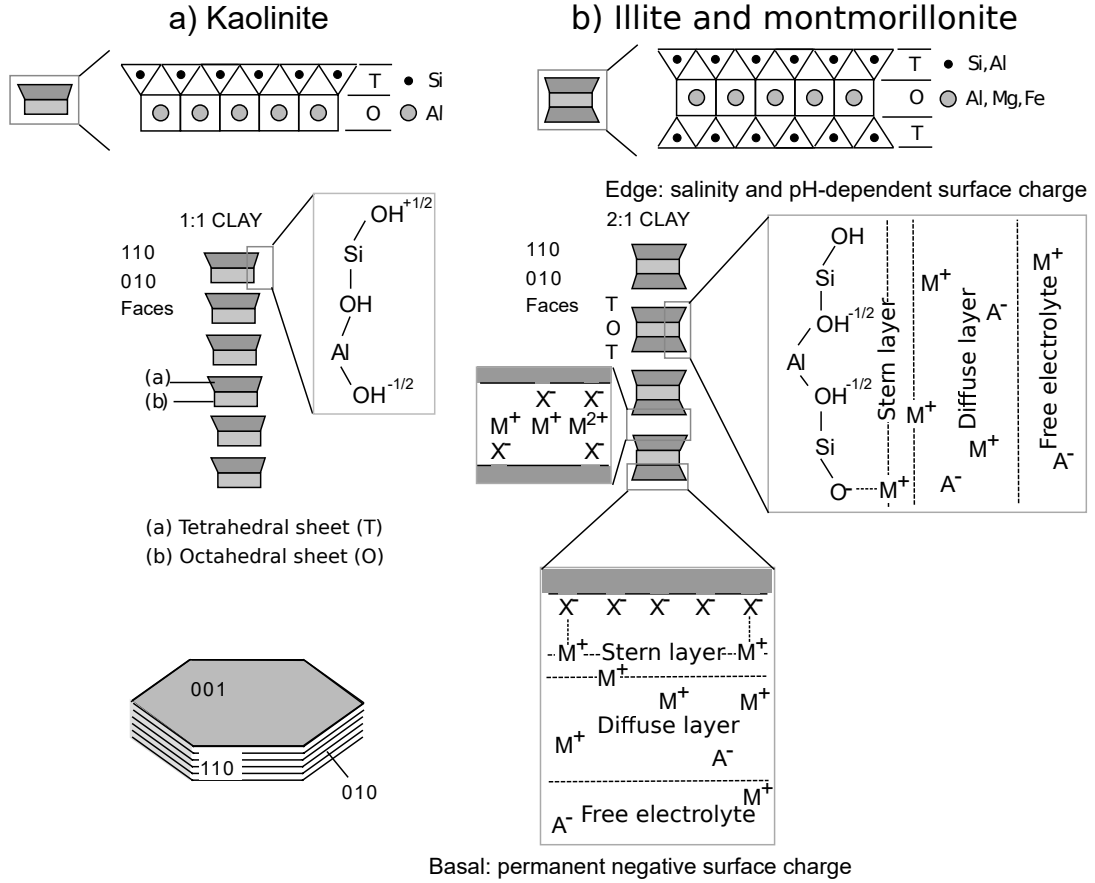 a) Kaolinite
T
Si
O
Al
1:1 CLAY
110
010
Faces
OH+1/2
Si
OH
Al
OH-1/2
(a)
(b)
(a) Tetrahedral sheet (T)
(b) Octahedral sheet (O)
001
110
010
b) Illite and montmorillonite
T
Si,Al
O
Al,Mg,Fe
T
Edge: salinity and pH-dependent surface charge
2:1 CLAY
110
010
Faces
T
O
T
X- X-
M+ M+ M2+
X- X-
OH
Si
OH-1/2
Al
OH-1/2
Si
O- M+
Stern layer
M+
M+
A-
Diffuse layer
M+
A-
M+
Free electrolyte
A-
X- X- X- X- X-
M+ Stern layer M+
M+
M+ M+
Diffuse layer
M+
A-
M+
A- Free electrolyte
Basal: permanent negative surface charge